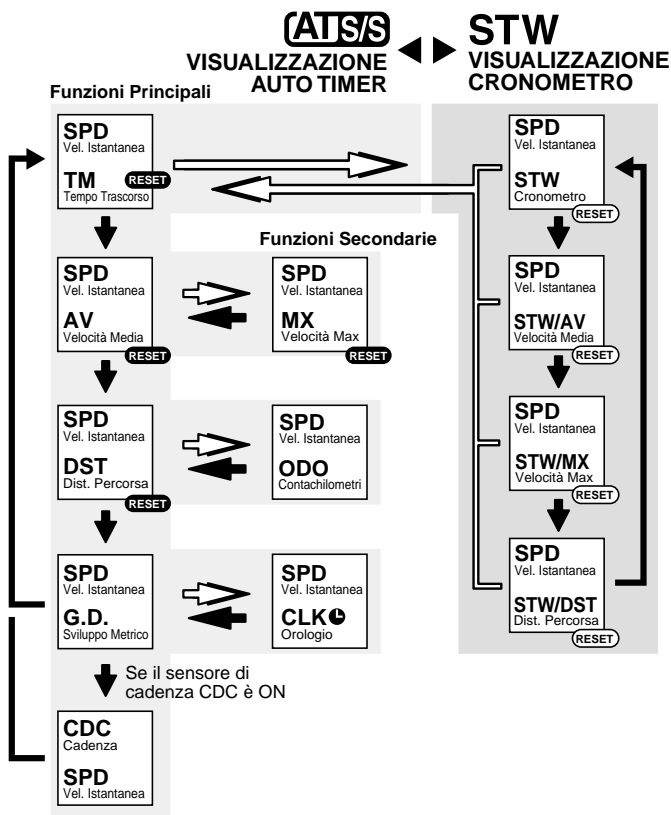 ATS/S
VISUALIZZAZIONE
AUTO TIMER
STW
VISUALIZZAZIONE
CRONOMETRO
Funzioni Principali
SPD
Vel. Istantanea
TM
RESET
Tempo Trascorso
SPD
Vel. Istantanea
STW
Cronometro
RESET
Funzioni Secondarie
SPD
Vel. Istantanea
AV
Velocità Media
RESET
SPD
Vel. Istantanea
MX
Velocità Max
RESET
SPD
Vel. Istantanea
STW/AV
Velocità Media
RESET
SPD
Vel. Istantanea
DST
Dist. Percorsa
RESET
SPD
Vel. Istantanea
ODO
Contachilometri
SPD
Vel. Istantanea
STW/MX
Velocità Max
RESET
SPD
Vel. Istantanea
G.D.
Sviluppo Metrico
SPD
Vel. Istantanea
CLK
Orologio
SPD
Vel. Istantanea
STW/DST
Dist. Percorsa
RESET
Se il sensore di
cadenza CDC è ON
CDC
Cadenza
SPD
Vel. Istantanea